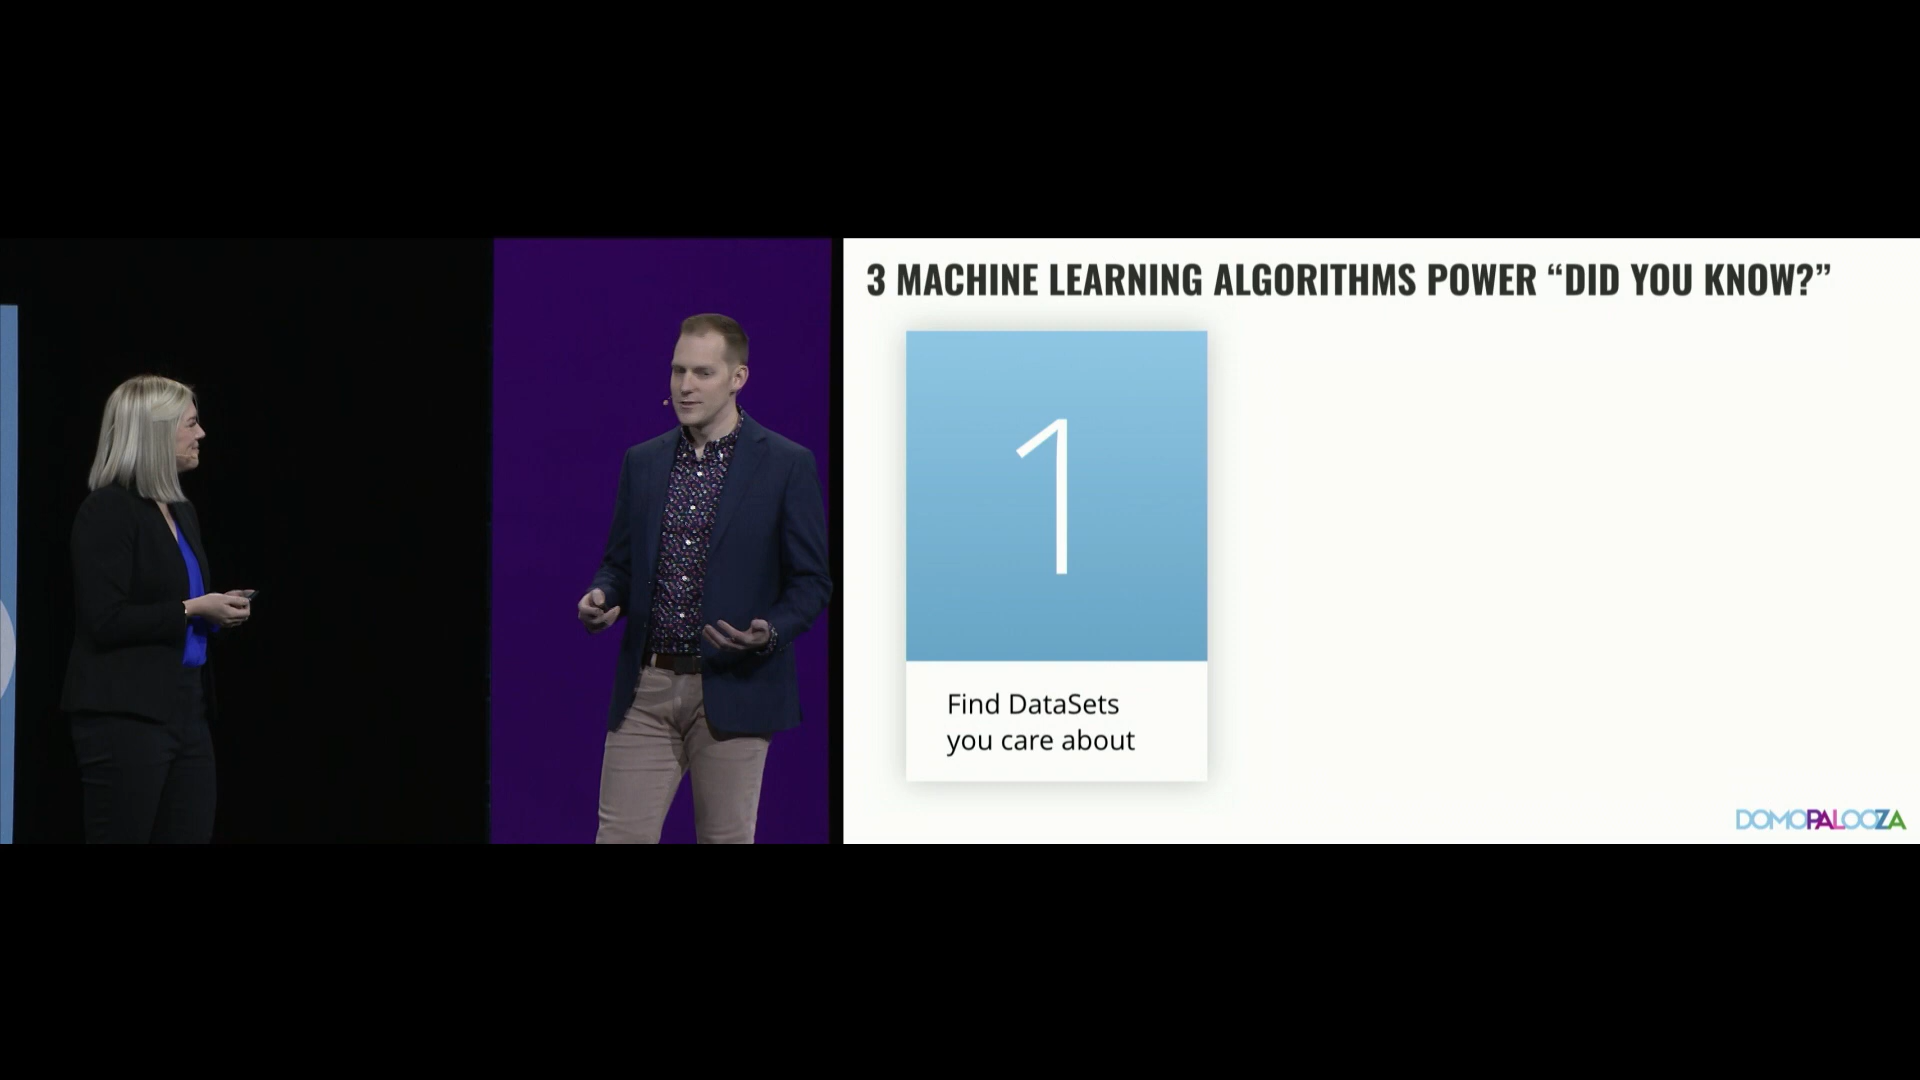 3 MACHINE LEARNING ALGORITHMS POWER “DID YOU KNOW?”
1
Find DataSets
you care about
DOMOPALOOZA